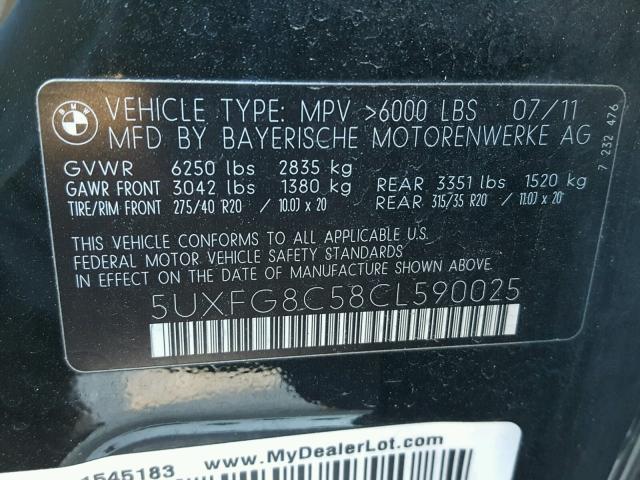 BMW
VEHICLE TYPE: MPV >6000 LBS 07/11
MFD BY BAYERISCHE MOTORENWERKE AG
GVWR 6250 lbs 2835 kg
GAWR FRONT 3042 lbs 1380 kg REAR 3351 lbs 1520 kg
TIRE/RIM FRONT 275/40 R20 / 10.0J x 20 REAR 315/35 R20 / 11.0J x 20
7 232 476
THIS VEHICLE CONFORMS TO ALL APPLICABLE U.S.
FEDERAL MOTOR VEHICLE SAFETY STANDARDS
IN EFFECT ON THE DATE OF MANUFACTURE.
5UXFG8C58CL590025
www.MyDealerLot.com
1545183